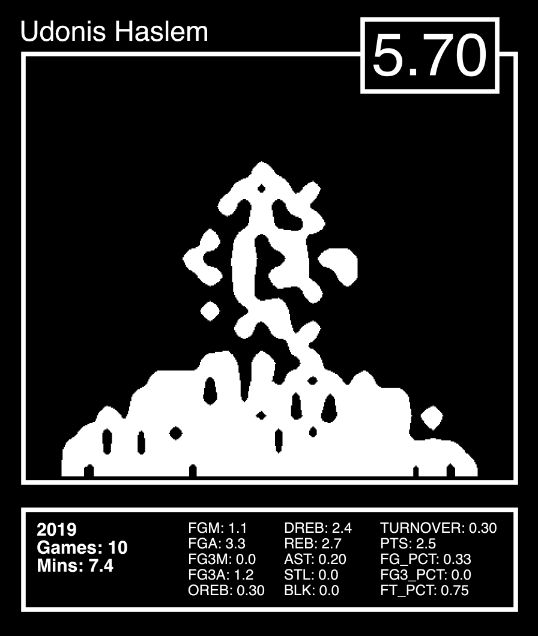 Udonis Haslem
5.70
2019
Games: 10
Mins: 7.4
FGM: 1.1
FGA: 3.3
FG3M: 0.0
FG3A: 1.2
OREB: 0.30
DREB: 2.4
REB: 2.7
AST: 0.20
STL: 0.0
BLK: 0.0
TURNOVER: 0.30
PTS: 2.5
FG_PCT: 0.33
FG3_PCT: 0.0
FT_PCT: 0.75